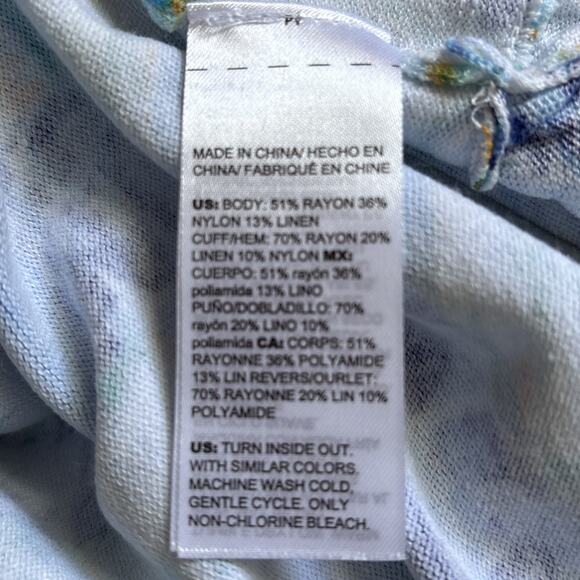 MADE IN CHINA/ HECHO EN
CHINA/ FABRIQUÉ EN CHINE
US: BODY: 51% RAYON 36%
NYLON 13% LINEN
CUFF/HEM: 70% RAYON 20%
LINEN 10% NYLON MX:
CUERPO: 51% rayón 36%
poliamida 13% LINO
PUÑO/DOBLADILLO: 70%
rayón 20% LINO 10%
poliamida CA: CORPS: 51%
RAYONNE 36% POLYAMIDE
13% LIN REVERS/OURLET:
70% RAYONNE 20% LIN 10%
POLYAMIDE
US: TURN INSIDE OUT.
WITH SIMILAR COLORS.
MACHINE WASH COLD,
GENTLE CYCLE. ONLY
NON-CHLORINE BLEACH.